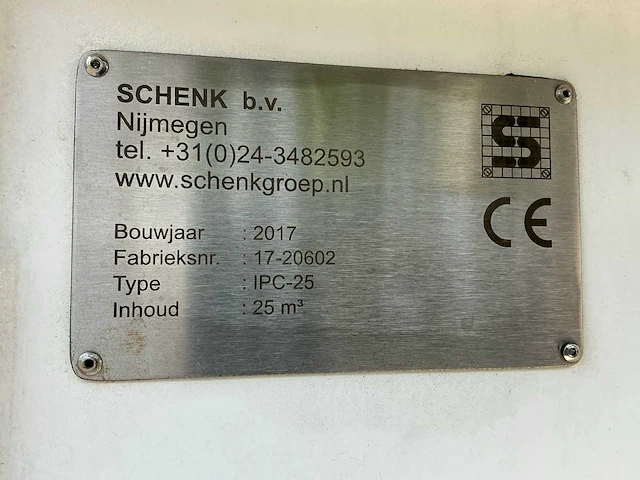 SCHENK b.v.
Nijmegen
tel. +31(0)24-3482593
www.schenkgroep.nl
S
CE
Bouwjaar : 2017
Fabrieksnr. : 17-20602
Type : IPC-25
Inhoud : 25 m³